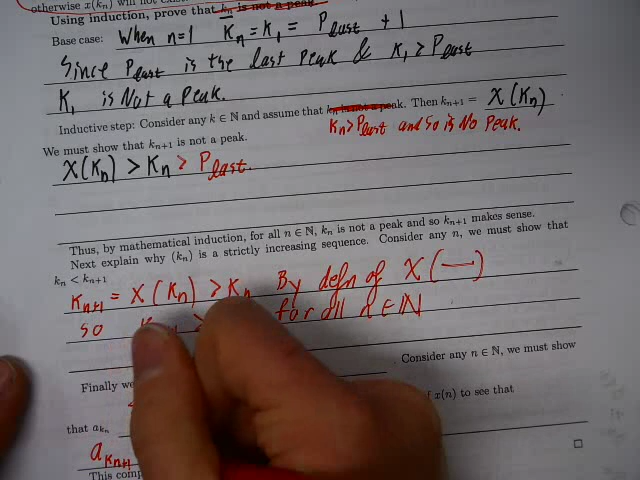 otherwise x(kn) will not exist
Using induction, prove that kn is not a peak
Base case: When n=1 Kn = K1 = Plast + 1
Since Plast is the last peak & K1 > Plast
K1 is Not a Peak.
Inductive step: Consider any k ∈ N and assume that kn is not a peak. Then kn+1 = X(Kn)
Kn > Plast and so is No peak.
We must show that kn+1 is not a peak.
X(Kn) > Kn > Plast.
Thus, by mathematical induction, for all n ∈ N, kn is not a peak and so kn+1 makes sense.
Next explain why (kn) is a strictly increasing sequence. Consider any n, we must show that
kn < kn+1
Kn+1 = X(Kn) > Kn By defn of X(—)
so for all n ∈ N
. Consider any n ∈ N, we must show
Finally we
x(n) to see that
that akn
aKn+1
This comp